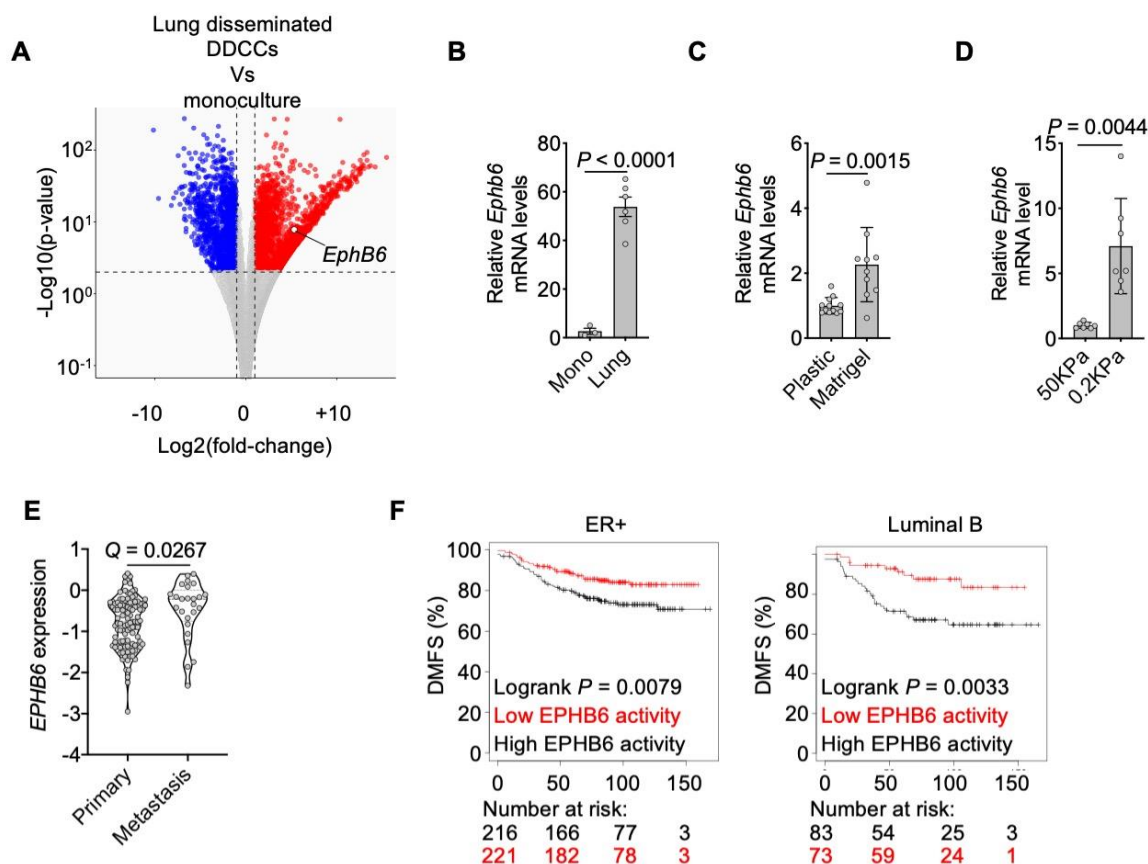 A
Lung disseminated
DDCCs
Vs
monoculture
-Log10(p-value)
10²
10¹
10⁰
10⁻¹
EphB6
-10 0 +10
Log2(fold-change)
B
Relative Ephb6
mRNA levels
P < 0.0001
80
60
40
20
0
Mono
Lung
C
Relative Ephb6
mRNA levels
P = 0.0015
6
4
2
0
Plastic
Matrigel
D
Relative Ephb6
mRNA levels
P = 0.0044
15
10
5
0
50KPa
0.2KPa
E
EPHB6 expression
Q = 0.0267
1
0
-1
-2
-3
-4
Primary
Metastasis
F
ER+
DMFS (%)
100
80
60
40
20
0
Logrank P = 0.0079
Low EPHB6 activity
High EPHB6 activity
0 50 100 150
Number at risk:
216 166 77 3
221 182 78 3
Luminal B
DMFS (%)
80
60
40
20
0
Logrank P = 0.0033
Low EPHB6 activity
High EPHB6 activity
0 50 100 150
Number at risk:
83 54 25 3
73 59 24 1